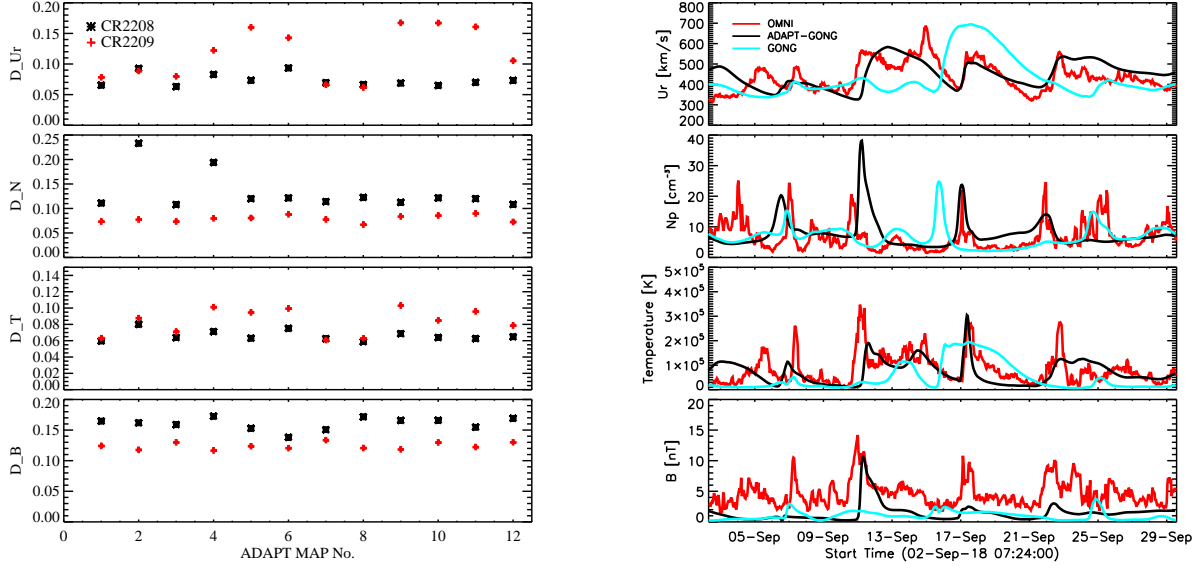 CR2208
CR2209
D_Ur
0.20
0.15
0.10
0.05
0.00
D_N
0.25
0.20
0.15
0.10
0.05
0.00
D_T
0.14
0.12
0.10
0.08
0.06
0.04
0.02
0.00
D_B
0.20
0.15
0.10
0.05
0.00
0 2 4 6 8 10 12
ADAPT MAP No.
OMNI
ADAPT-GONG
GONG
Ur [km/s]
800
700
600
500
400
300
200
Np [cm⁻³]
40
30
20
10
0
Temperature [K]
5×10⁵
4×10⁵
3×10⁵
2×10⁵
1×10⁵
0
B [nT]
20
15
10
5
0
05-Sep 09-Sep 13-Sep 17-Sep 21-Sep 25-Sep 29-Sep
Start Time (02-Sep-18 07:24:00)